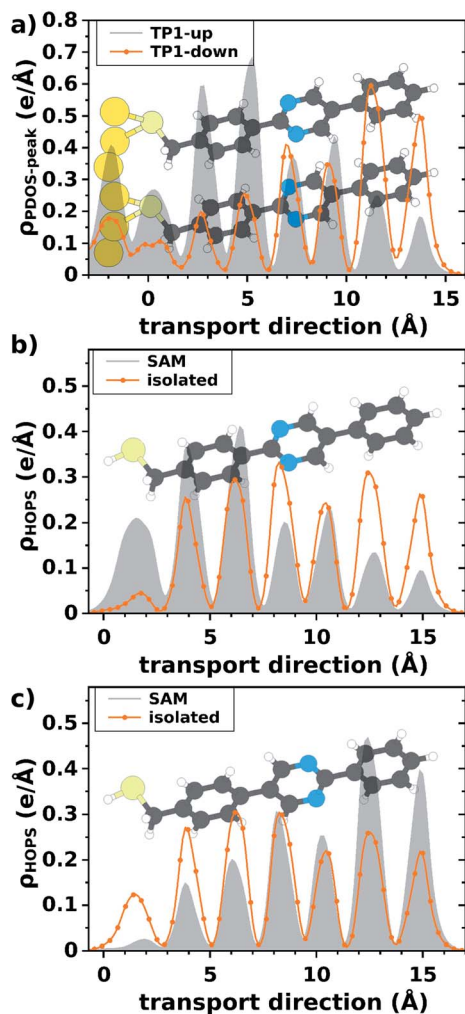 a)
TP1-up
TP1-down
ρPDOS-peak (e/Å)
0.8
0.7
0.6
0.5
0.4
0.3
0.2
0.1
0
0 5 10 15
transport direction (Å)
b)
SAM
isolated
ρHOPS (e/Å)
0.5
0.4
0.3
0.2
0.1
0
0 5 10 15
transport direction (Å)
c)
SAM
isolated
ρHOPS (e/Å)
0.5
0.4
0.3
0.2
0.1
0
0 5 10 15
transport direction (Å)